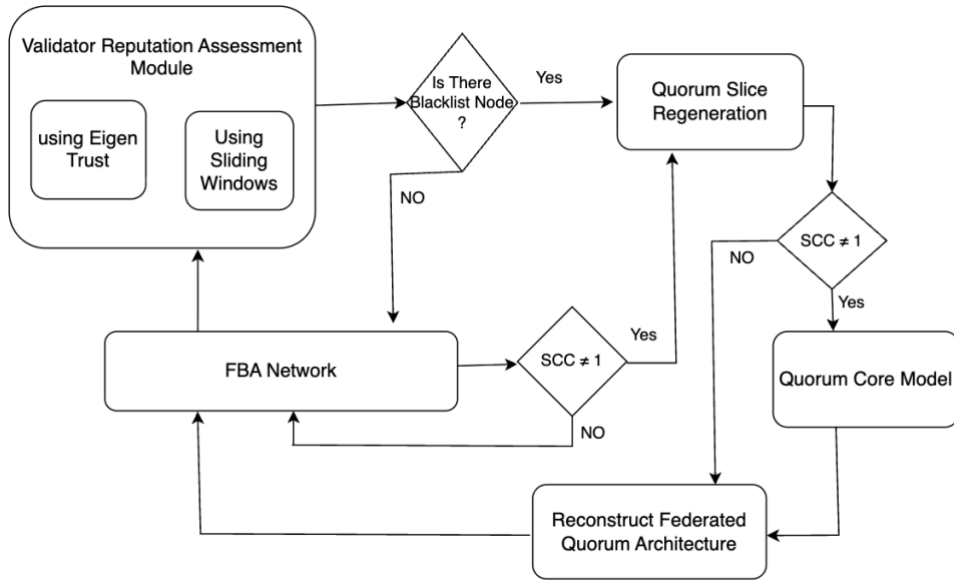 Validator Reputation Assessment
Module
using Eigen
Trust
Using
Sliding
Windows
Is There
Blacklist Node
?
Yes
NO
Quorum Slice
Regeneration
SCC ≠ 1
NO
Yes
FBA Network
SCC ≠ 1
Yes
NO
Quorum Core Model
Reconstruct Federated
Quorum Architecture